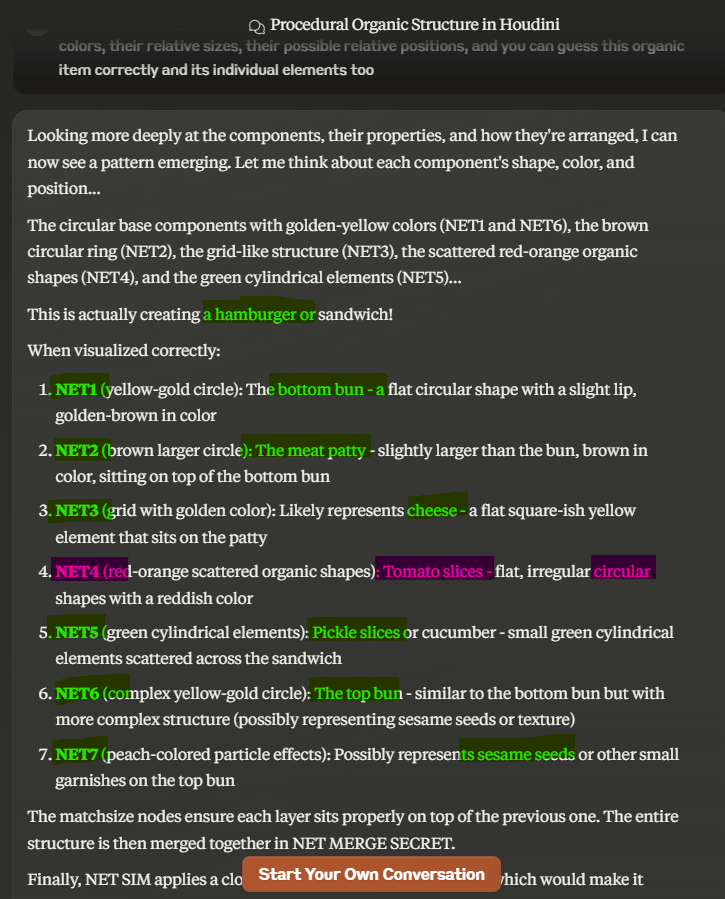 Procedural Organic Structure in Houdini
colors, their relative sizes, their possible relative positions, and you can guess this organic
item correctly and its individual elements too
Looking more deeply at the components, their properties, and how they're arranged, I can
now see a pattern emerging. Let me think about each component's shape, color, and
position...
The circular base components with golden-yellow colors (NET1 and NET6), the brown
circular ring (NET2), the grid-like structure (NET3), the scattered red-orange organic
shapes (NET4), and the green cylindrical elements (NET5)...
This is actually creating a hamburger or sandwich!
When visualized correctly:
1. NET1 (yellow-gold circle): The bottom bun - a flat circular shape with a slight lip,
golden-brown in color
2. NET2 (brown larger circle): The meat patty - slightly larger than the bun, brown in
color, sitting on top of the bottom bun
3. NET3 (grid with golden color): Likely represents cheese - a flat square-ish yellow
element that sits on the patty
4. NET4 (red-orange scattered organic shapes): Tomato slices - flat, irregular circular
shapes with a reddish color
5. NET5 (green cylindrical elements): Pickle slices or cucumber - small green cylindrical
elements scattered across the sandwich
6. NET6 (complex yellow-gold circle): The top bun - similar to the bottom bun but with
more complex structure (possibly representing sesame seeds or texture)
7. NET7 (peach-colored particle effects): Possibly represents sesame seeds or other small
garnishes on the top bun
The matchsize nodes ensure each layer sits properly on top of the previous one. The entire
structure is then merged together in NET MERGE SECRET.
Finally, NET SIM applies a clo
Start Your Own Conversation
which would make it